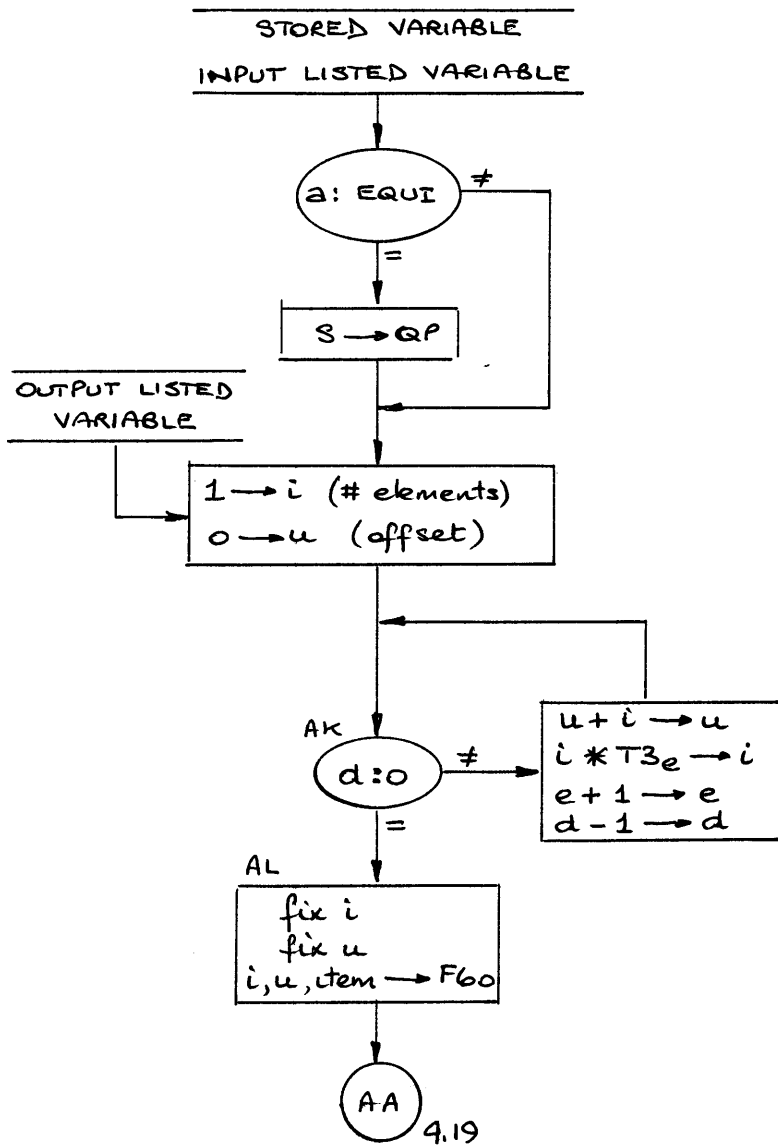 STORED VARIABLE
INPUT LISTED VARIABLE
a: EQUI
≠
=
S → QP
OUTPUT LISTED
VARIABLE
1 → i (# elements)
0 → u (offset)
AK
d:0
≠
=
u + i → u
i * T3e → i
e + 1 → e
d - 1 → d
AL
fix i
fix u
i, u, item → F60
AA
4.19